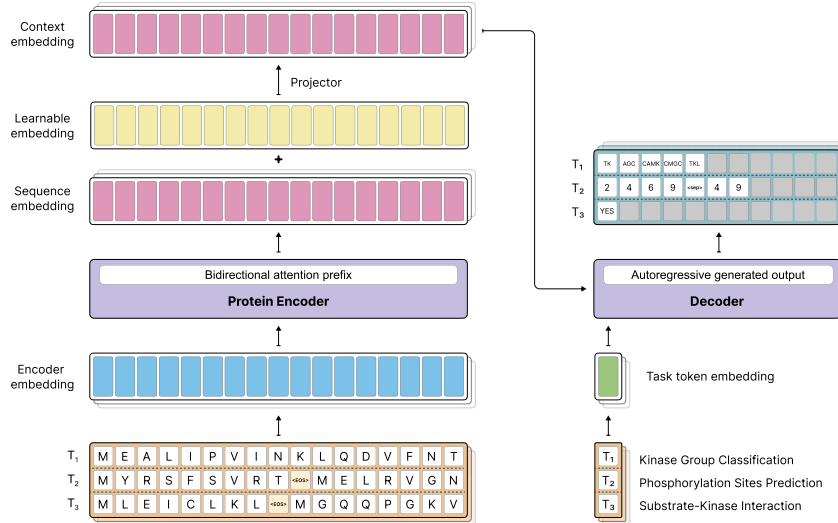 Context
embedding
Projector
Learnable
embedding
+
Sequence
embedding
Bidirectional attention prefix
Protein Encoder
Encoder
embedding
T1 M E A L I P V I N K L Q D V F N T
T2 M Y R S F S V R T <EOS> M E L R V G N
T3 M L E I C L K L <EOS> M G Q Q P G K V
T1 TK AGC CAMK CMGC TKL
T2 2 4 6 9 <sep> 4 9
T3 YES
Autoregressive generated output
Decoder
Task token embedding
T1 Kinase Group Classification
T2 Phosphorylation Sites Prediction
T3 Substrate-Kinase Interaction